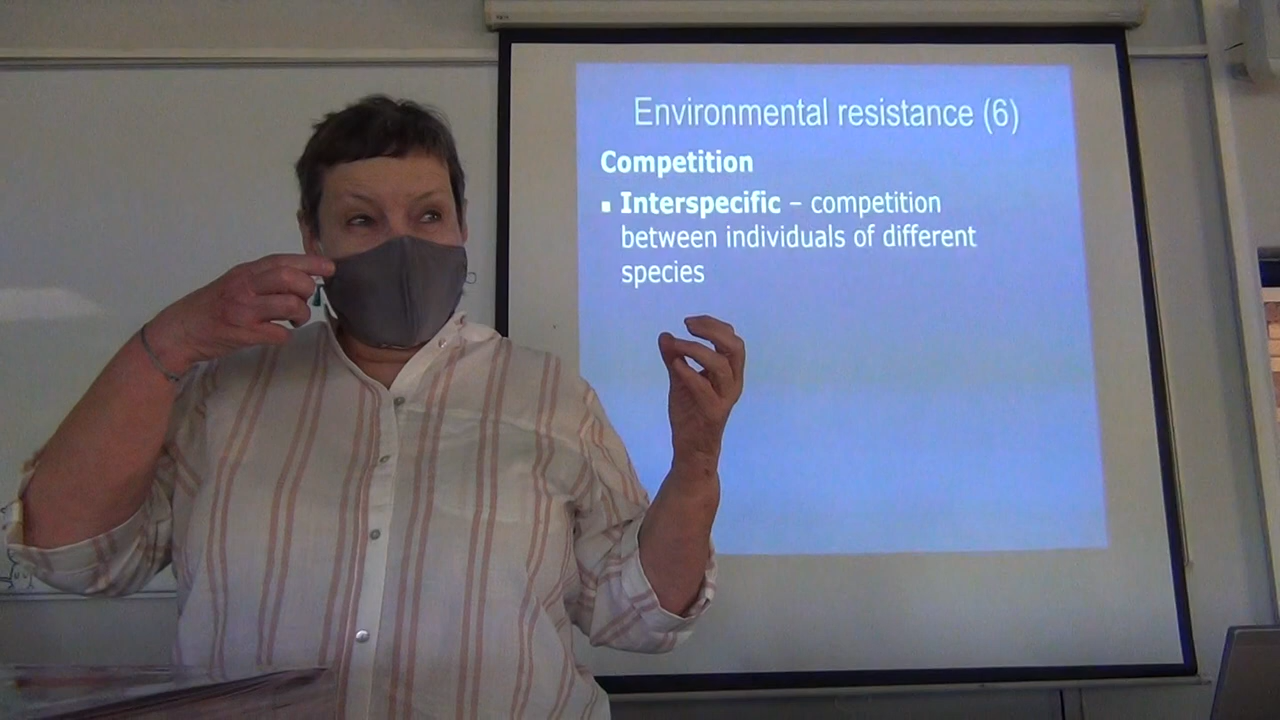 Environmental resistance (6)
Competition
▪ Interspecific – competition
between individuals of different
species